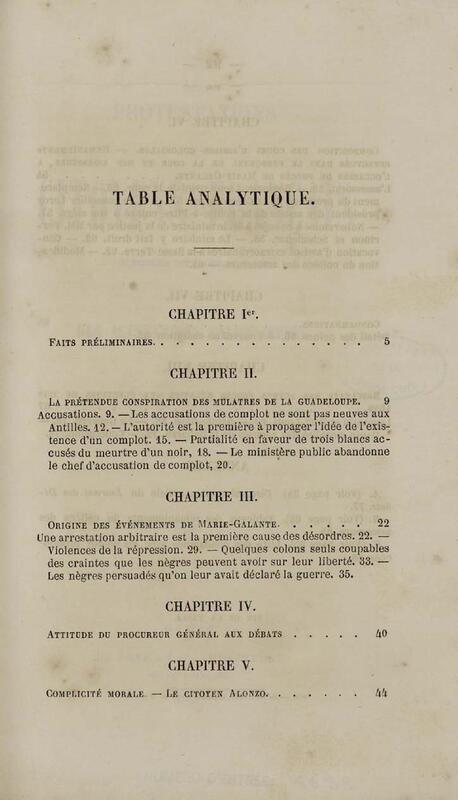 TABLE ANALYTIQUE.
CHAPITRE Ier.
FAITS PRÉLIMINAIRES. . . . . . . . . . . . . . . 5
CHAPITRE II.
LA PRÉTENDUE CONSPIRATION DES MULATRES DE LA GUADELOUPE. 9
Accusations. 9. — Les accusations de complot ne sont pas neuves aux
Antilles. 12. — L'autorité est la première à propager l'idée de l'exis-
tence d'un complot. 15. — Partialité en faveur de trois blancs ac-
cusés du meurtre d'un noir, 18. — Le ministère public abandonne
le chef d'accusation de complot, 20.
CHAPITRE III.
ORIGINE DES ÉVÉNEMENTS DE MARIE-GALANTE. . . . . . 22
Une arrestation arbitraire est la première cause des désordres. 22. —
Violences de la répression. 29. — Quelques colons seuls coupables
des craintes que les nègres peuvent avoir sur leur liberté. 33. —
Les nègres persuadés qu'on leur avait déclaré la guerre. 35.
CHAPITRE IV.
ATTITUDE DU PROCUREUR GÉNÉRAL AUX DÉBATS . . . . . 40
CHAPITRE V.
COMPLICITÉ MORALE. — LE CITOYEN ALONZO. . . . . . . 44